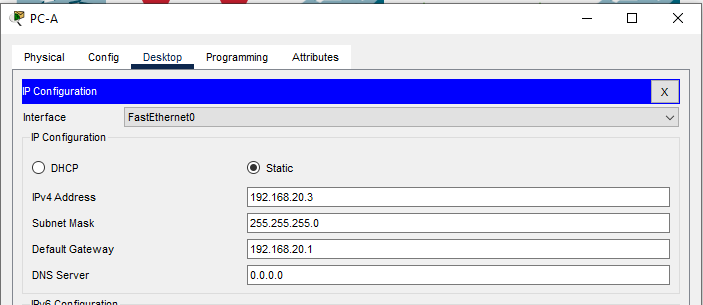 PC-A
Physical Config Desktop Programming Attributes
IP Configuration X
Interface FastEthernet0
IP Configuration
DHCP Static
IPv4 Address 192.168.20.3
Subnet Mask 255.255.255.0
Default Gateway 192.168.20.1
DNS Server 0.0.0.0
IPv6 Configuration